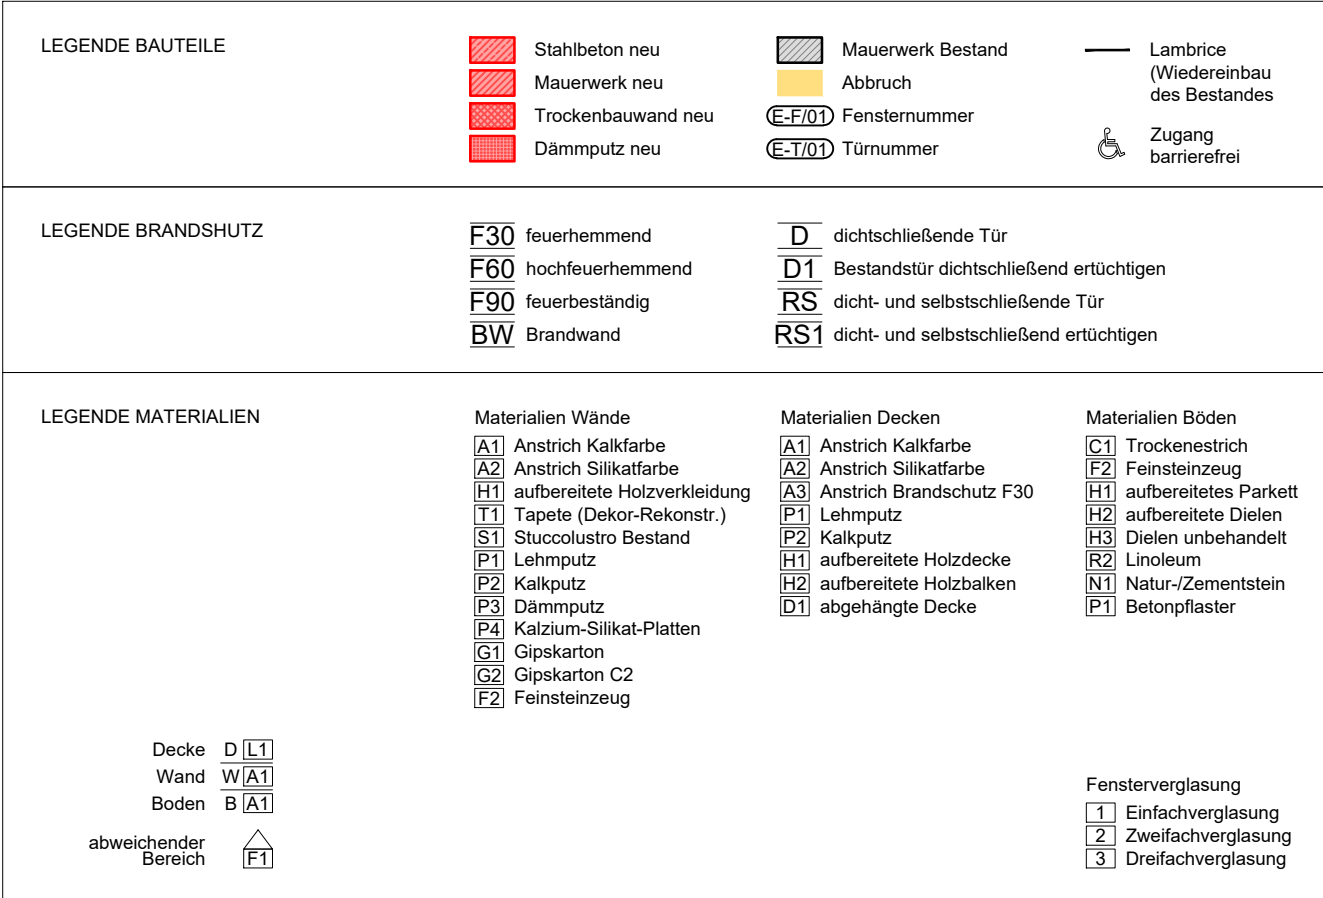 LEGENDE BAUTEILE
Stahlbeton neu
Mauerwerk neu
Trockenbauwand neu
Dämmputz neu
Mauerwerk Bestand
Abbruch
E-F/01 Fensternummer
E-T/01 Türnummer
Lambrice
(Wiedereinbau
des Bestandes
Zugang
barrierefrei
LEGENDE BRANDSHUTZ
F30 feuerhemmend
F60 hochfeuerhemmend
F90 feuerbeständig
BW Brandwand
D dichtschließende Tür
D1 Bestandstür dichtschließend ertüchtigen
RS dicht- und selbstschließende Tür
RS1 dicht- und selbstschließend ertüchtigen
LEGENDE MATERIALIEN
Materialien Wände
A1 Anstrich Kalkfarbe
A2 Anstrich Silikatfarbe
H1 aufbereitete Holzverkleidung
T1 Tapete (Dekor-Rekonstr.)
S1 Stuccolustro Bestand
P1 Lehmputz
P2 Kalkputz
P3 Dämmputz
P4 Kalzium-Silikat-Platten
G1 Gipskarton
G2 Gipskarton C2
F2 Feinsteinzeug
Materialien Decken
A1 Anstrich Kalkfarbe
A2 Anstrich Silikatfarbe
A3 Anstrich Brandschutz F30
P1 Lehmputz
P2 Kalkputz
H1 aufbereitete Holzdecke
H2 aufbereitete Holzbalken
D1 abgehängte Decke
Materialien Böden
C1 Trockenestrich
F2 Feinsteinzeug
H1 aufbereitetes Parkett
H2 aufbereitete Dielen
H3 Dielen unbehandelt
R2 Linoleum
N1 Natur-/Zementstein
P1 Betonpflaster
Decke D L1
Wand W A1
Boden B A1
abweichender
Bereich F1
Fensterverglasung
1 Einfachverglasung
2 Zweifachverglasung
3 Dreifachverglasung